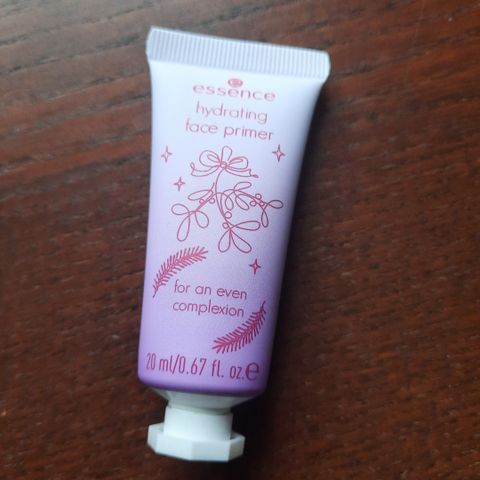 essence
hydrating
face primer
for an even
complexion
20 ml/0.67 fl. oz.℮